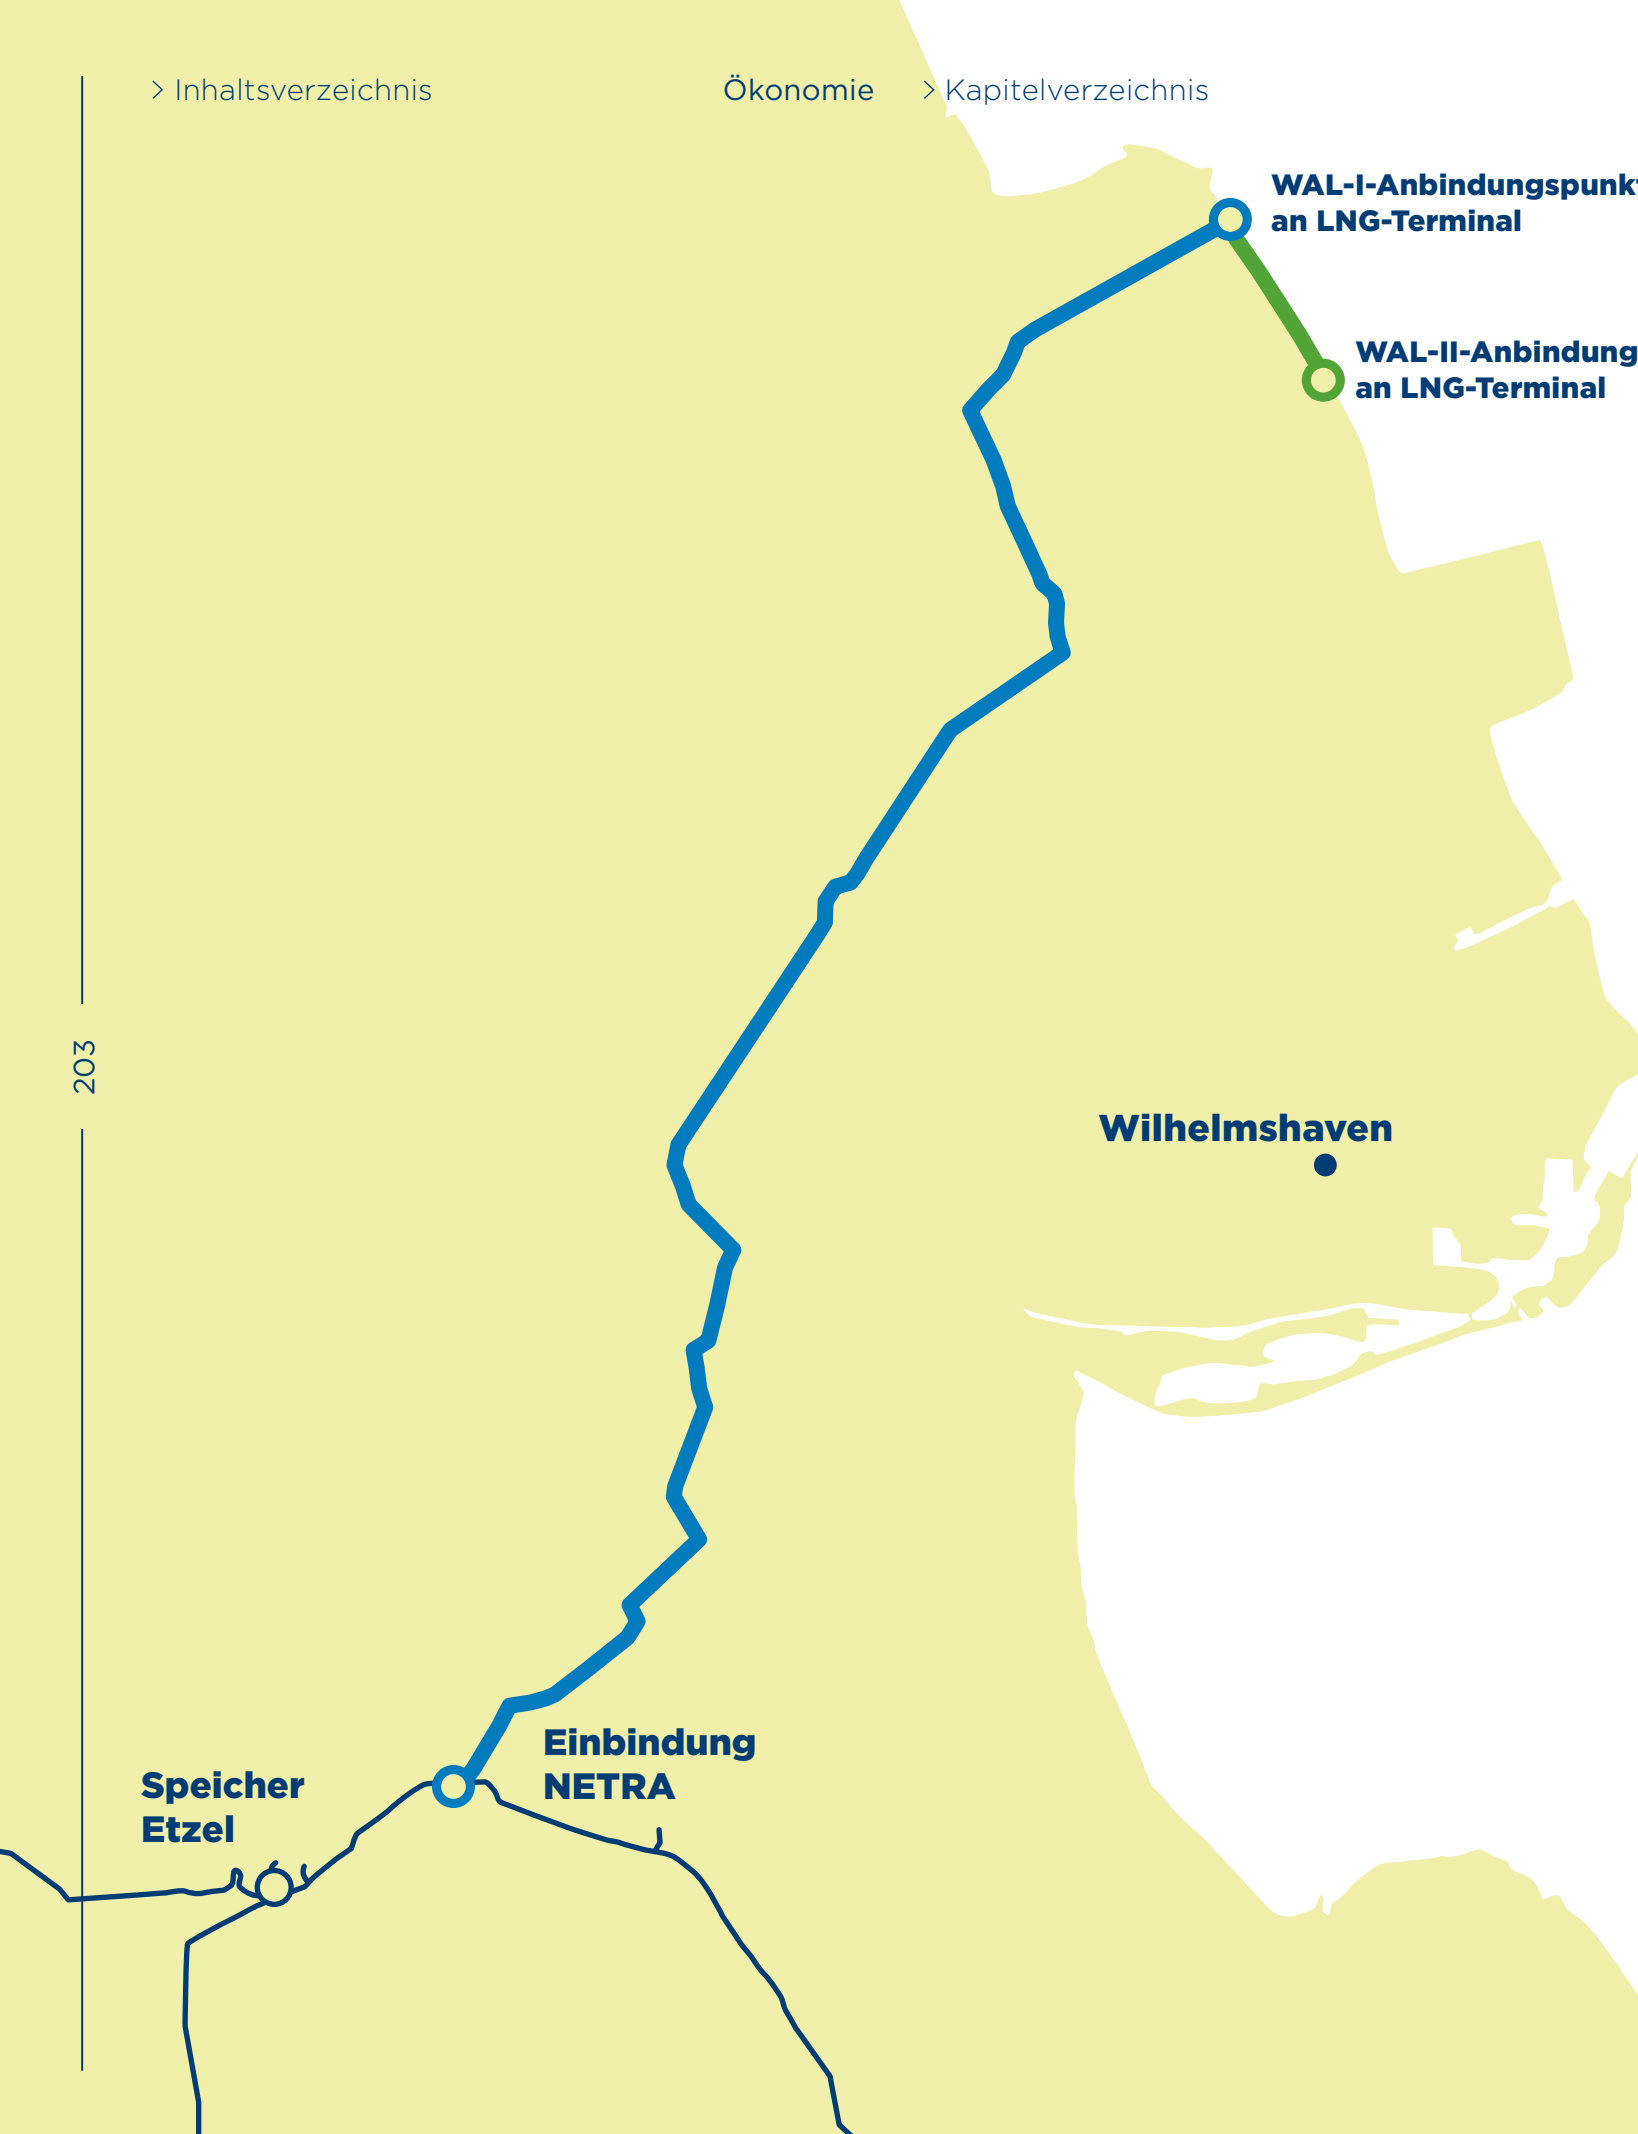 > Inhaltsverzeichnis
Ökonomie
> Kapitelverzeichnis
WAL-I-Anbindungspunkt
an LNG-Terminal
WAL-II-Anbindung
an LNG-Terminal
203
Wilhelmshaven
Einbindung
NETRA
Speicher
Etzel